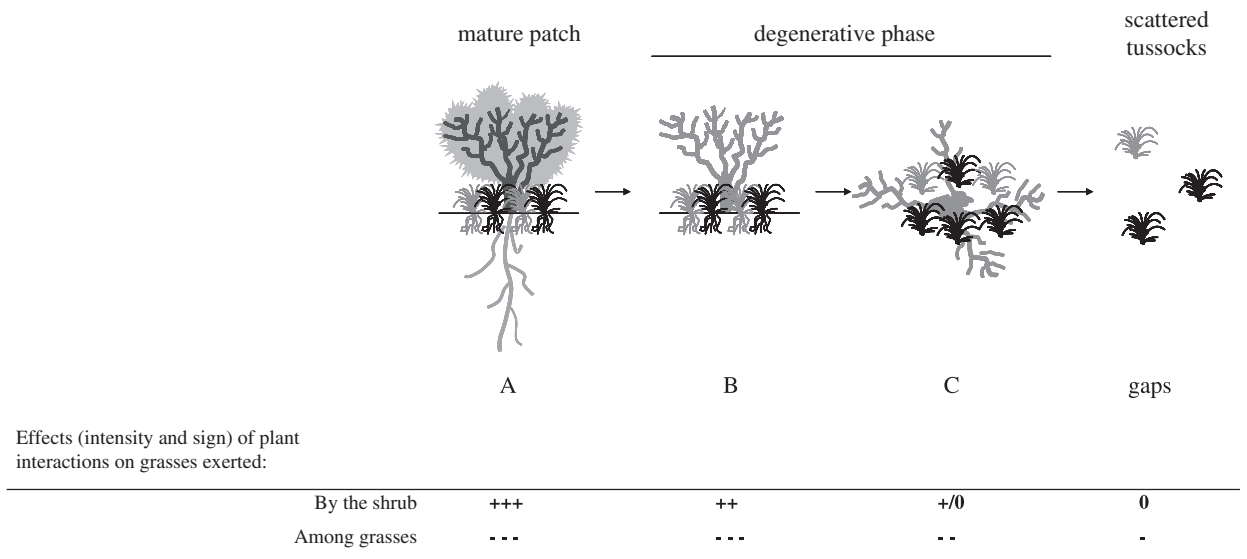 mature patch
degenerative phase
scattered
tussocks
A
B
C
gaps
Effects (intensity and sign) of plant
interactions on grasses exerted:
By the shrub +++ ++ +/0 0
Among grasses --- --- -- -